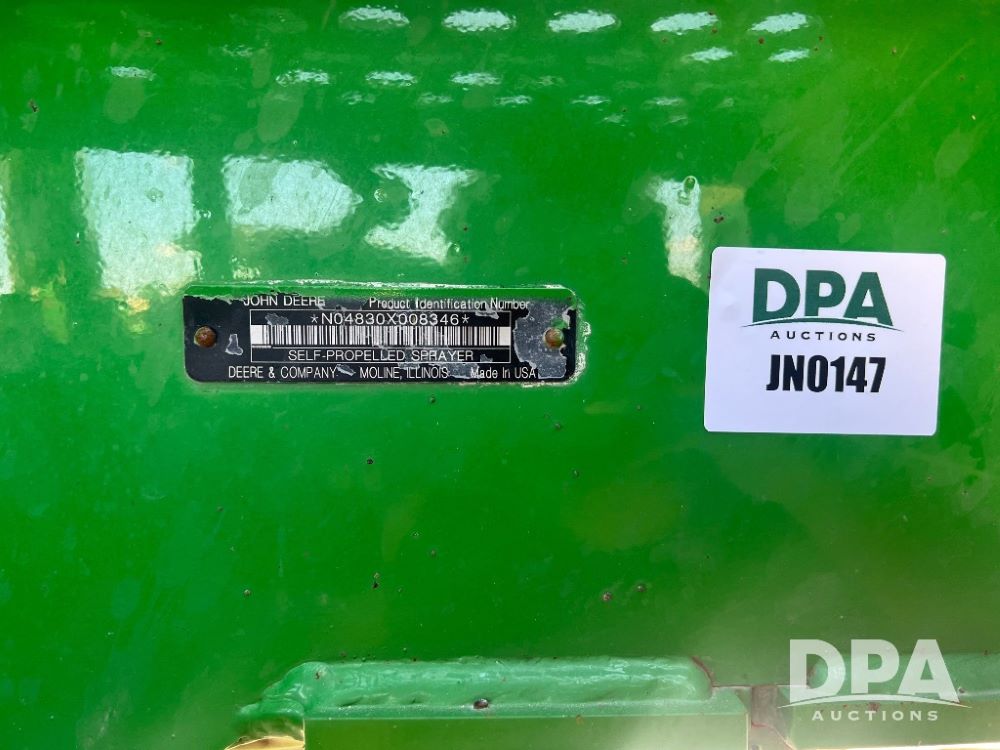 JOHN DEERE Product Identification Number
*N04830X008346*
SELF-PROPELLED SPRAYER
DEERE & COMPANY MOLINE, ILLINOIS Made In USA
DPA
AUCTIONS
JN0147
DPA
AUCTIONS